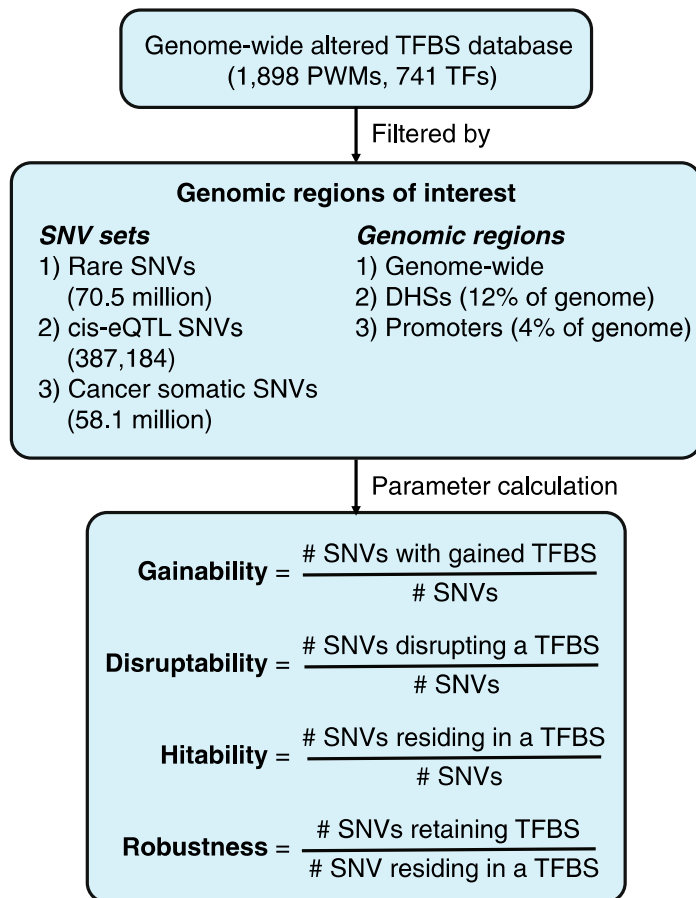 Genome-wide altered TFBS database
(1,898 PWMs, 741 TFs)
Filtered by
Genomic regions of interest
SNV sets
1) Rare SNVs
(70.5 million)
2) cis-eQTL SNVs
(387,184)
3) Cancer somatic SNVs
(58.1 million)
Genomic regions
1) Genome-wide
2) DHSs (12% of genome)
3) Promoters (4% of genome)
Parameter calculation
Gainability = # SNVs with gained TFBS
# SNVs
Disruptability = # SNVs disrupting a TFBS
# SNVs
Hitability = # SNVs residing in a TFBS
# SNVs
Robustness = # SNVs retaining TFBS
# SNV residing in a TFBS